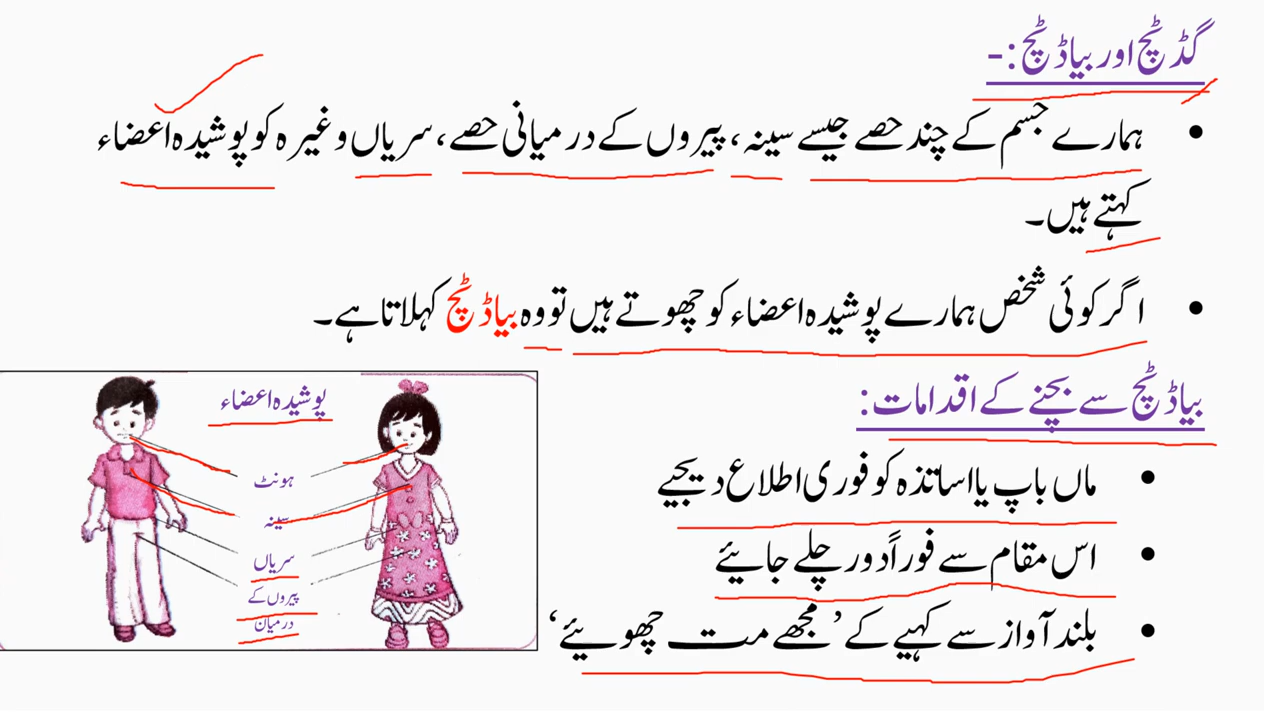 گڈ ٹچ اور بیاڈ ٹچ :-
• ہمارے جسم کے چند حصے جیسے سینہ، پیروں کے درمیانی حصے، سریاں وغیرہ کو پوشیدہ اعضاء
کہتے ہیں۔
• اگر کوئی شخص ہمارے پوشیدہ اعضاء کو چھوتے ہیں تو وہ بیاڈ ٹچ کہلاتا ہے۔
بیاڈ ٹچ سے بچنے کے اقدامات :
• ماں باپ یا اساتذہ کو فوری اطلاع دیجیے
• اس مقام سے فوراً دور چلے جائیے
• بلند آواز سے کہیے کے ’مجھے مت چھوئیے‘
پوشیدہ اعضاء
ہونٹ
سینہ
سریاں
پیروں کے
درمیان